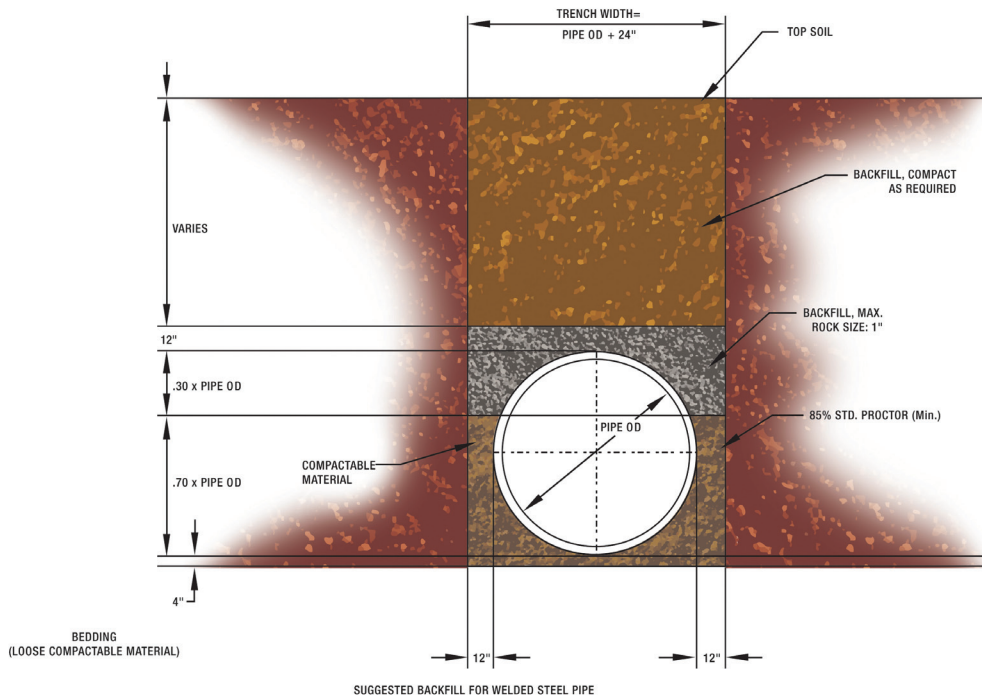 TRENCH WIDTH=
PIPE OD + 24"
TOP SOIL
BACKFILL, COMPACT
AS REQUIRED
VARIES
BACKFILL, MAX.
ROCK SIZE: 1"
12"
.30 x PIPE OD
85% STD. PROCTOR (Min.)
PIPE OD
COMPACTABLE
MATERIAL
.70 x PIPE OD
4"
BEDDING
(LOOSE COMPACTABLE MATERIAL)
12"
12"
SUGGESTED BACKFILL FOR WELDED STEEL PIPE